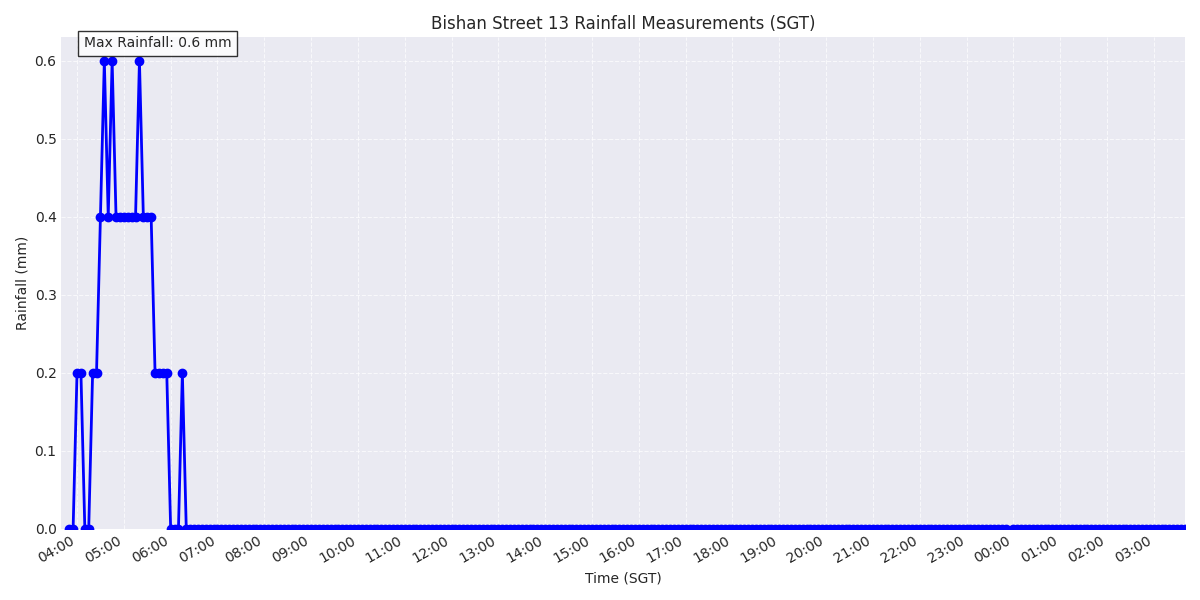 Bishan Street 13 Rainfall Measurements (SGT)
Max Rainfall: 0.6 mm
0.6
0.5
0.4
0.3
0.2
0.1
0.0
Rainfall (mm)
04:00 05:00 06:00 07:00 08:00 09:00 10:00 11:00 12:00 13:00 14:00 15:00 16:00 17:00 18:00 19:00 20:00 21:00 22:00 23:00 00:00 01:00 02:00 03:00
Time (SGT)